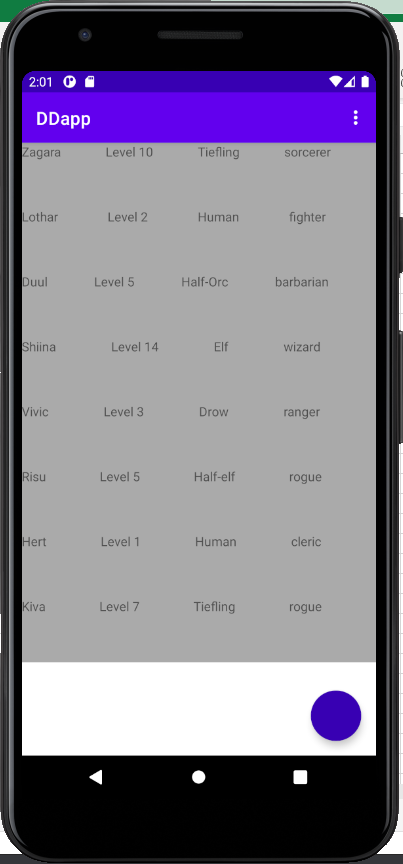 2:01
DDapp
Zagara Level 10 Tiefling sorcerer
Lothar Level 2 Human fighter
Duul Level 5 Half-Orc barbarian
Shiina Level 14 Elf wizard
Vivic Level 3 Drow ranger
Risu Level 5 Half-elf rogue
Hert Level 1 Human cleric
Kiva Level 7 Tiefling rogue